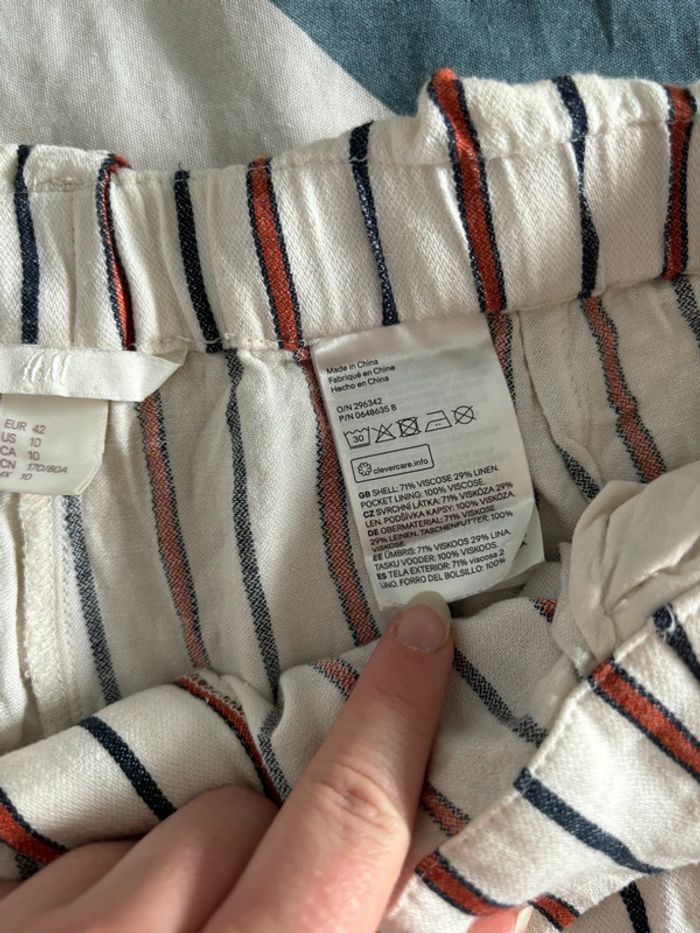 H&M
EUR 42
US 10
CA 10
CN 170/80A
MX 10
Made in China
Fabriqué en Chine
Hecho en China
O/N 296342
P/N 0648635 B
30
clevercare.info
GB SHELL: 71% VISCOSE 29% LINEN.
POCKET LINING: 100% VISCOSE.
CZ SVRCHNÍ LÁTKA: 71% VISKÓZA 29%
LEN. PODŠÍVKA KAPSY: 100% VISKÓZA.
DE OBERMATERIAL: 71% VISKOSE
29% LEINEN. TASCHENFUTTER: 100%
VISKOSE
EE ÜMBRIS: 71% VISKOOS 29% LINA.
TASKU VOODER: 100% VISKOOS.
ES TELA EXTERIOR: 71% viscosa 2
LINO. FORRO DEL BOLSILLO: 100%